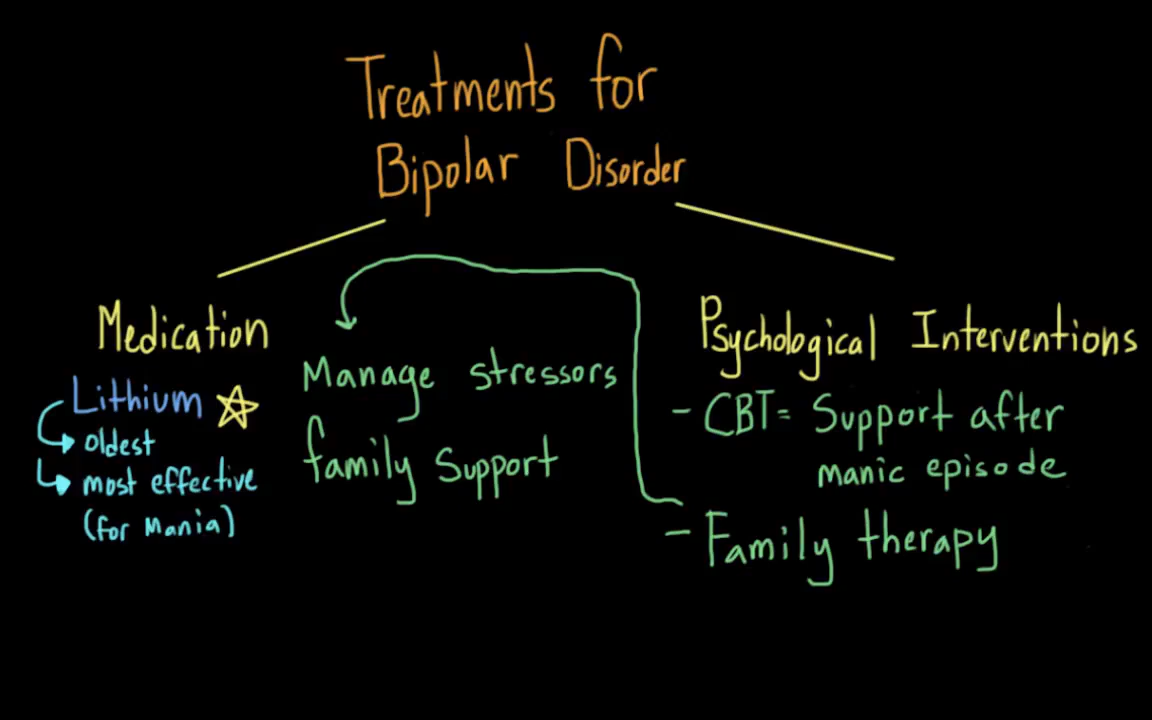 Treatments for
Bipolar Disorder
Medication
Lithium
oldest
most effective
(for Mania)
Manage stressors
family Support
Psychological Interventions
- CBT= Support after
manic episode
- Family therapy